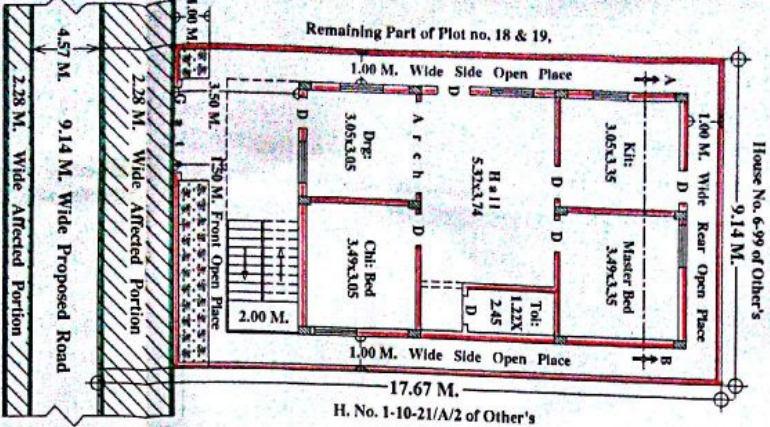 Remaining Part of Plot no. 18 & 19,
1.00 M. Wide Side Open Place
A
House No. 6-99 of Other's
9.14 M.
1.00 M. Wide Rear Open Place
D
Kit:
3.05x3.35
D
D
Master Bed
3.49x3.35
D
Hall
5.32x3.74
Tol:
1.22X
2.45
D
Arch
D
Drg:
3.05x3.05
D
Chi: Bed
3.49x3.05
2.00 M.
1.00 M. Wide Side Open Place
B
3.50 M.
1.50 M. Front Open Place
2.28 M. Wide Affected Portion
4.57 M.
9.14 M. Wide Proposed Road
2.28 M. Wide Affected Portion
17.67 M.
H. No. 1-10-21/A/2 of Other's